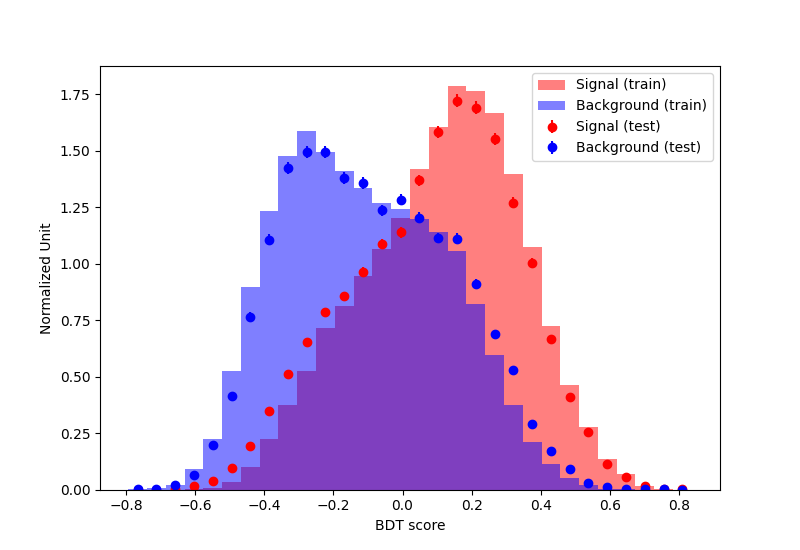 Signal (train)
Background (train)
Signal (test)
Background (test)
Normalized Unit
1.75
1.50
1.25
1.00
0.75
0.50
0.25
0.00
−0.8 −0.6 −0.4 −0.2 0.0 0.2 0.4 0.6 0.8
BDT score